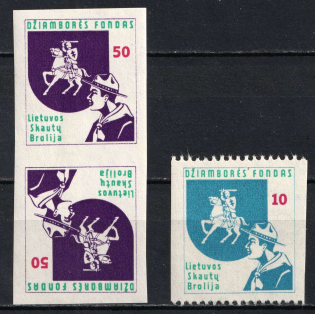 DŽIAMBORĖS FONDAS
50
Lietuvos
Skautų
Brolija
Lietuvos
Skautų
Brolija
50
DŽIAMBORĖS FONDAS
DŽIAMBORĖS FONDAS
10
Lietuvos
Skautų
Brolija